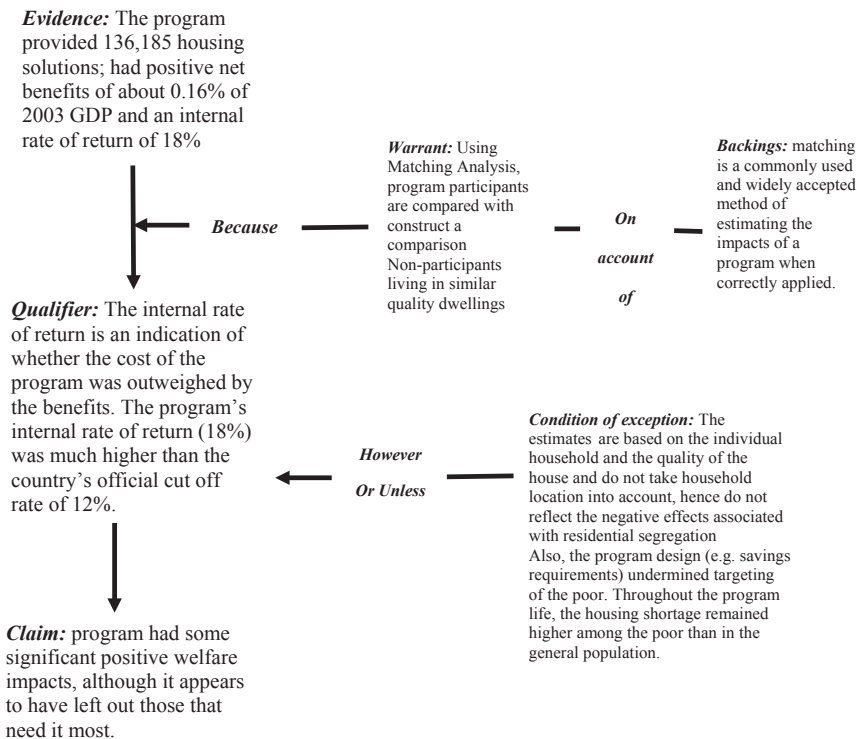 Evidence: The program
provided 136,185 housing
solutions; had positive net
benefits of about 0.16% of
2003 GDP and an internal
rate of return of 18%
Because
Warrant: Using
Matching Analysis,
program participants
are compared with
construct a
comparison
Non-participants
living in similar
quality dwellings
On
account
of
Backings: matching
is a commonly used
and widely accepted
method of
estimating the
impacts of a
program when
correctly applied.
Qualifier: The internal rate
of return is an indication of
whether the cost of the
program was outweighed by
the benefits. The program's
internal rate of return (18%)
was much higher than the
country's official cut off
rate of 12%.
However
Or Unless
Condition of exception: The
estimates are based on the individual
household and the quality of the
house and do not take household
location into account, hence do not
reflect the negative effects associated
with residential segregation
Also, the program design (e.g. savings
requirements) undermined targeting
of the poor. Throughout the program
life, the housing shortage remained
higher among the poor than in the
general population.
Claim: program had some
significant positive welfare
impacts, although it appears
to have left out those that
need it most.